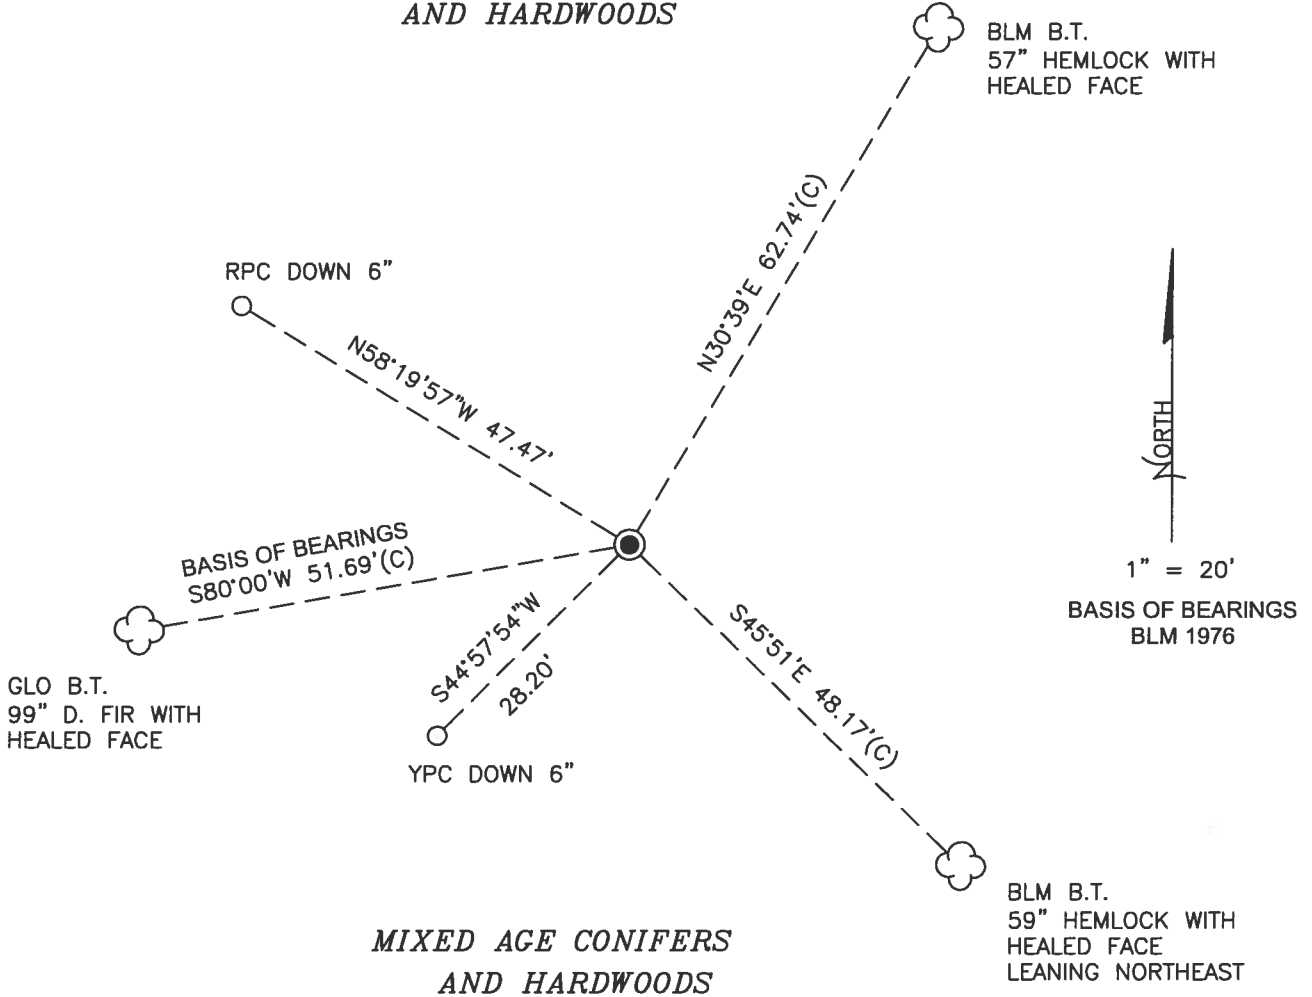 AND HARDWOODS
BLM B.T.
57" HEMLOCK WITH
HEALED FACE
N30°39'E 62.74'(C)
RPC DOWN 6"
N58°19'57"W 47.47'
BASIS OF BEARINGS
S80°00'W 51.69'(C)
NORTH
1" = 20'
BASIS OF BEARINGS
BLM 1976
S44°57'54"W
28.20'
S45°51'E 48.17'(C)
GLO B.T.
99" D. FIR WITH
HEALED FACE
YPC DOWN 6"
BLM B.T.
59" HEMLOCK WITH
HEALED FACE
LEANING NORTHEAST
MIXED AGE CONIFERS
AND HARDWOODS